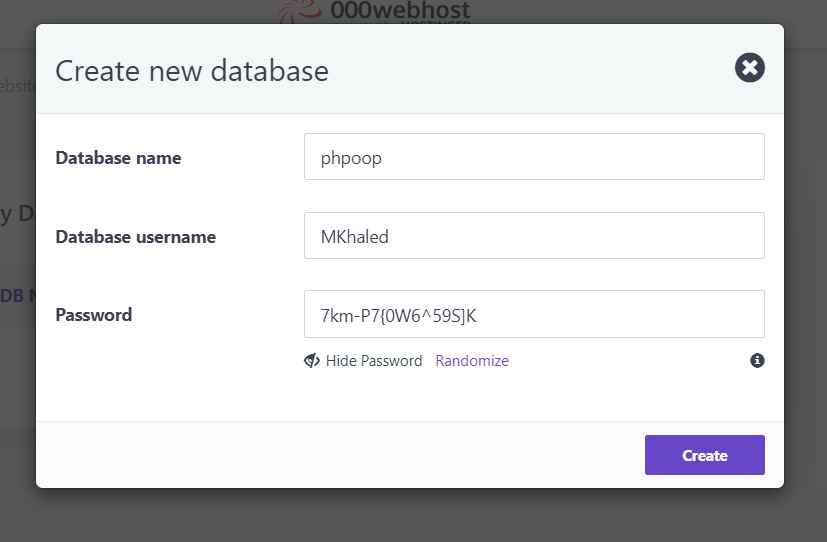 000webhost
Create new database
Database name
phpoop
Database username
MKhaled
Password
7km-P7{0W6^59S]K
Hide Password Randomize
Create